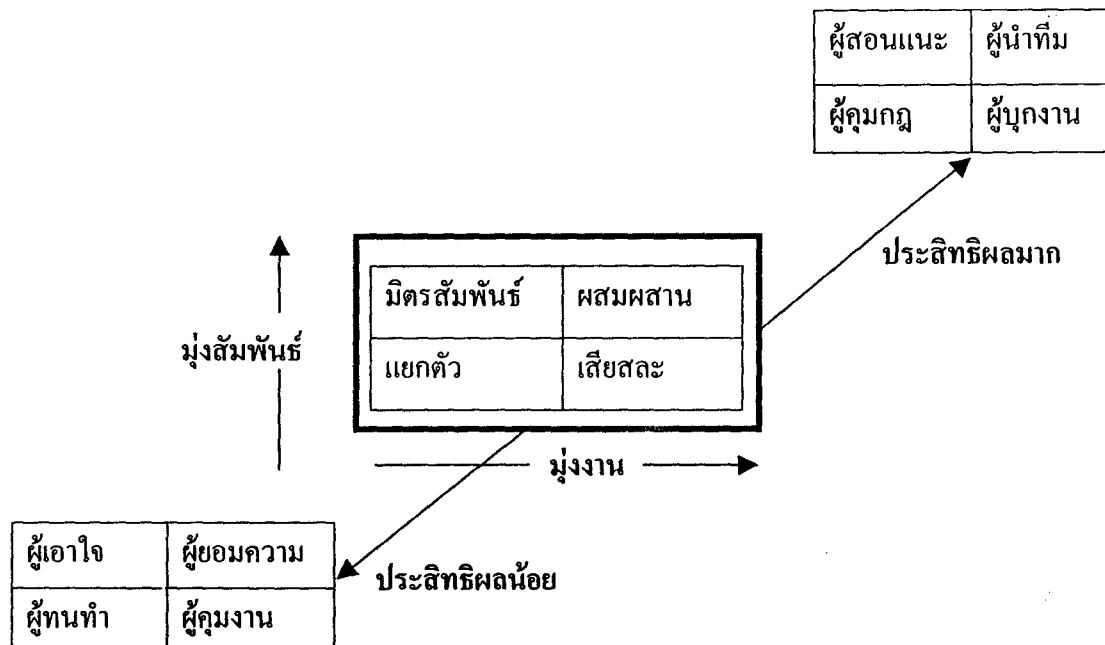 ผู้สอนแนะ ผู้นำทีม
ผู้คุมกฎ ผู้บุกงาน
ประสิทธิผลมาก
มิตรสัมพันธ์ ผสมผสาน
มุ่งสัมพันธ์
แยกตัว เสียสละ
มุ่งงาน
ผู้เอาใจ ผู้ยอมความ
ประสิทธิผลน้อย
ผู้ทนทำ ผู้คุมงาน